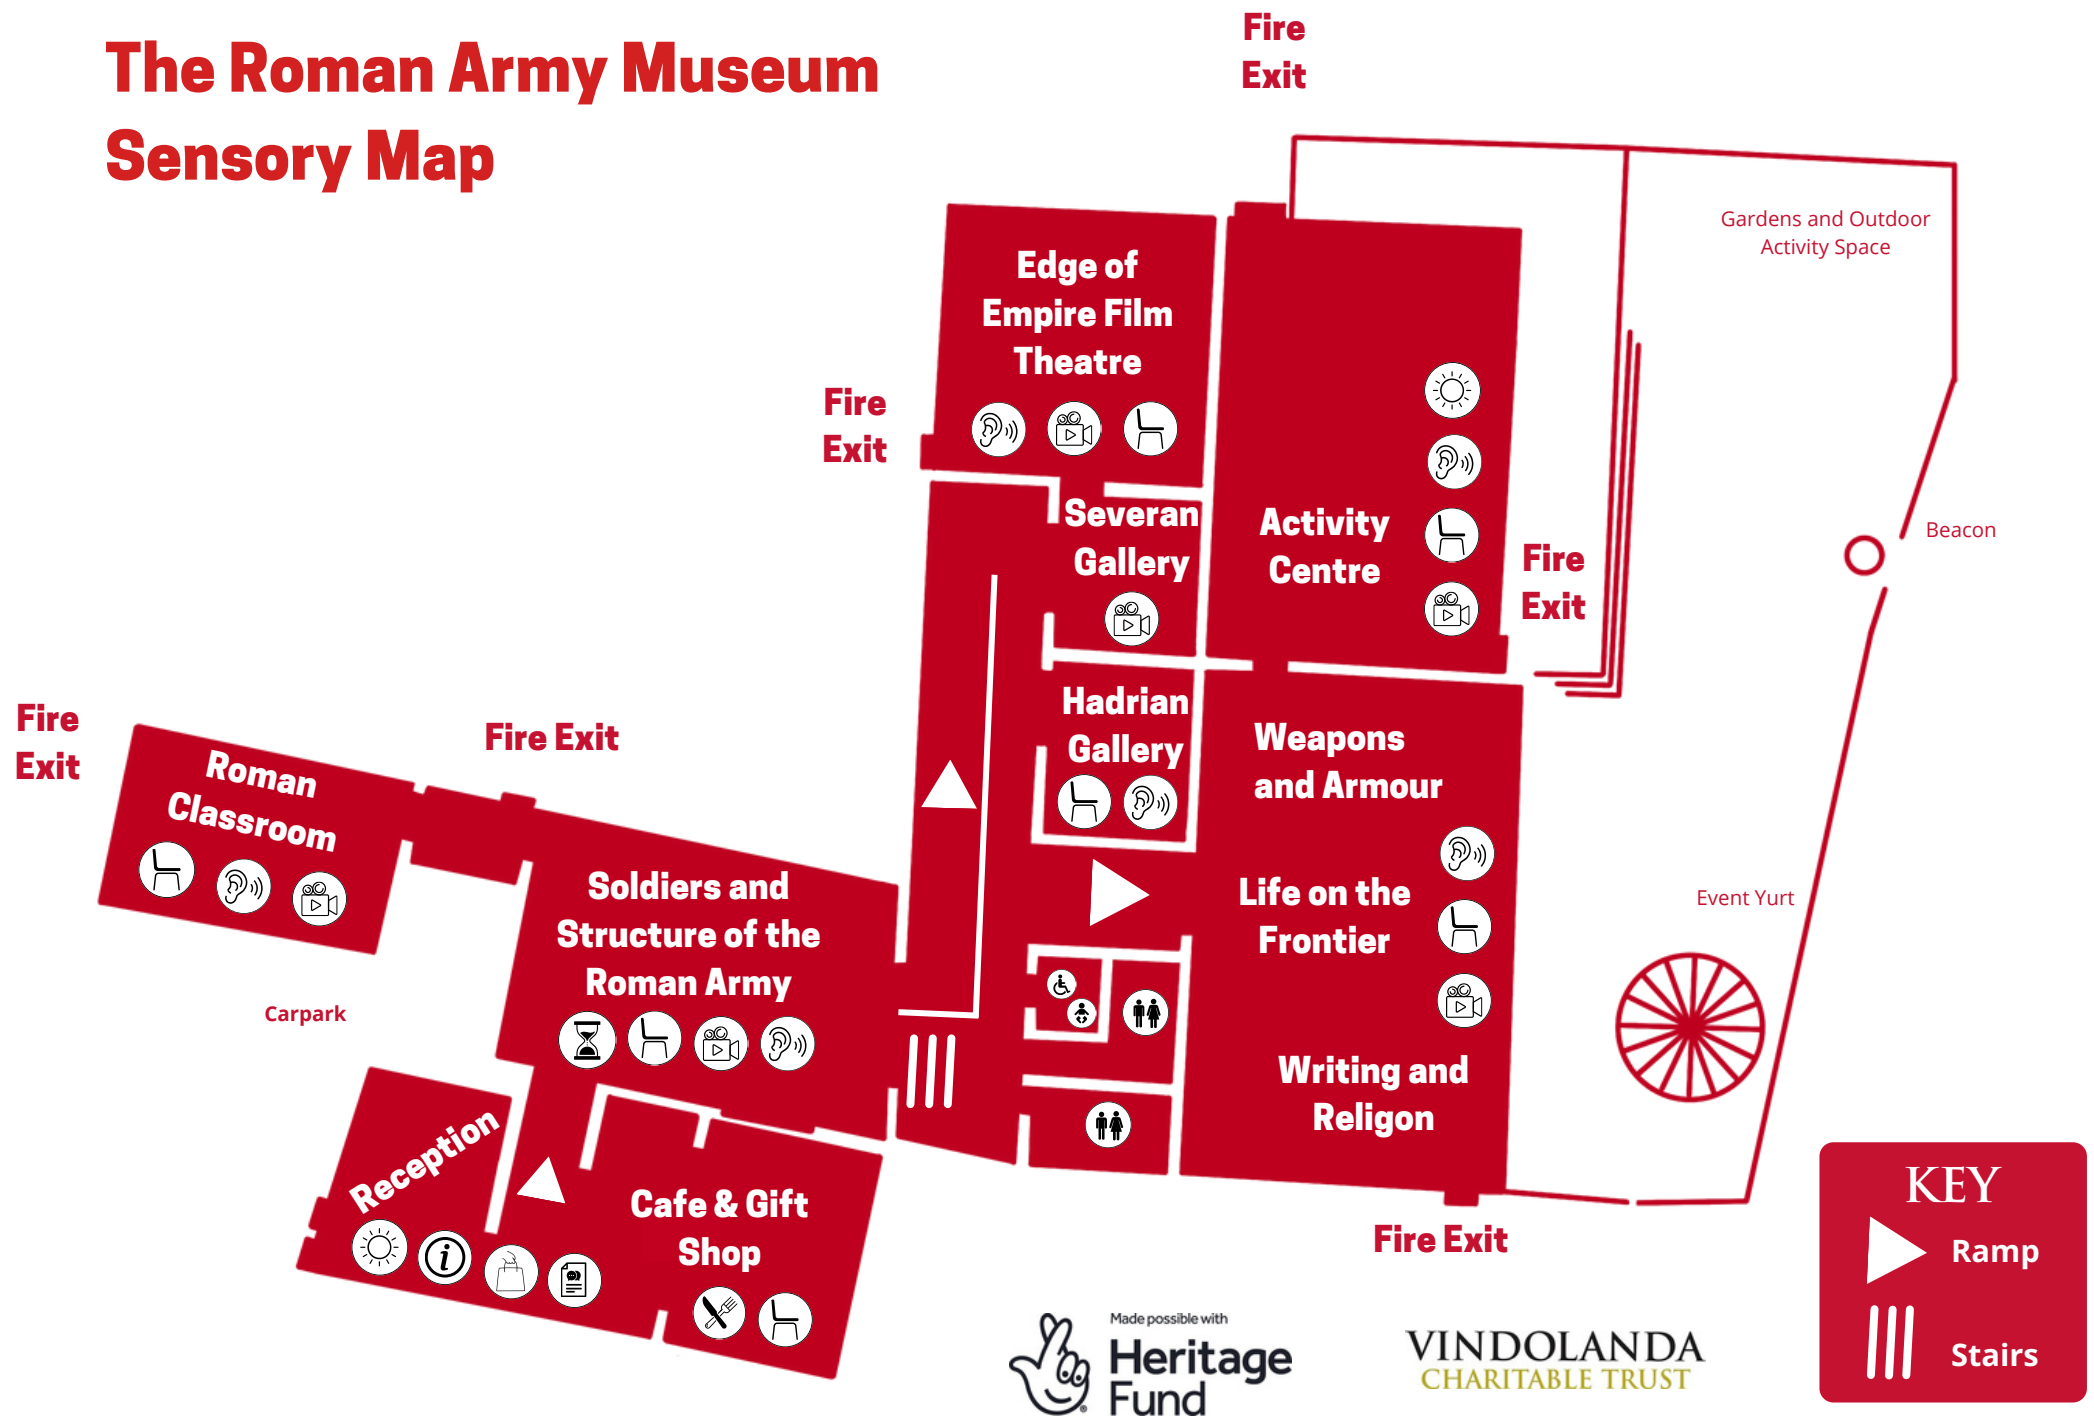 The Roman Army Museum
Sensory Map
Fire
Exit
Gardens and Outdoor
Activity Space
Edge of
Empire Film
Theatre
Fire
Exit
Severan
Gallery
Activity
Centre
Fire
Exit
Beacon
Hadrian
Gallery
Weapons
and Armour
Fire
Exit
Fire Exit
Roman
Classroom
Soldiers and
Structure of the
Roman Army
Life on the
Frontier
Event Yurt
Carpark
Writing and
Religon
Reception
i
Cafe & Gift
Shop
Fire Exit
KEY
Ramp
Stairs
Made possible with
Heritage
Fund
VINDOLANDA
CHARITABLE TRUST